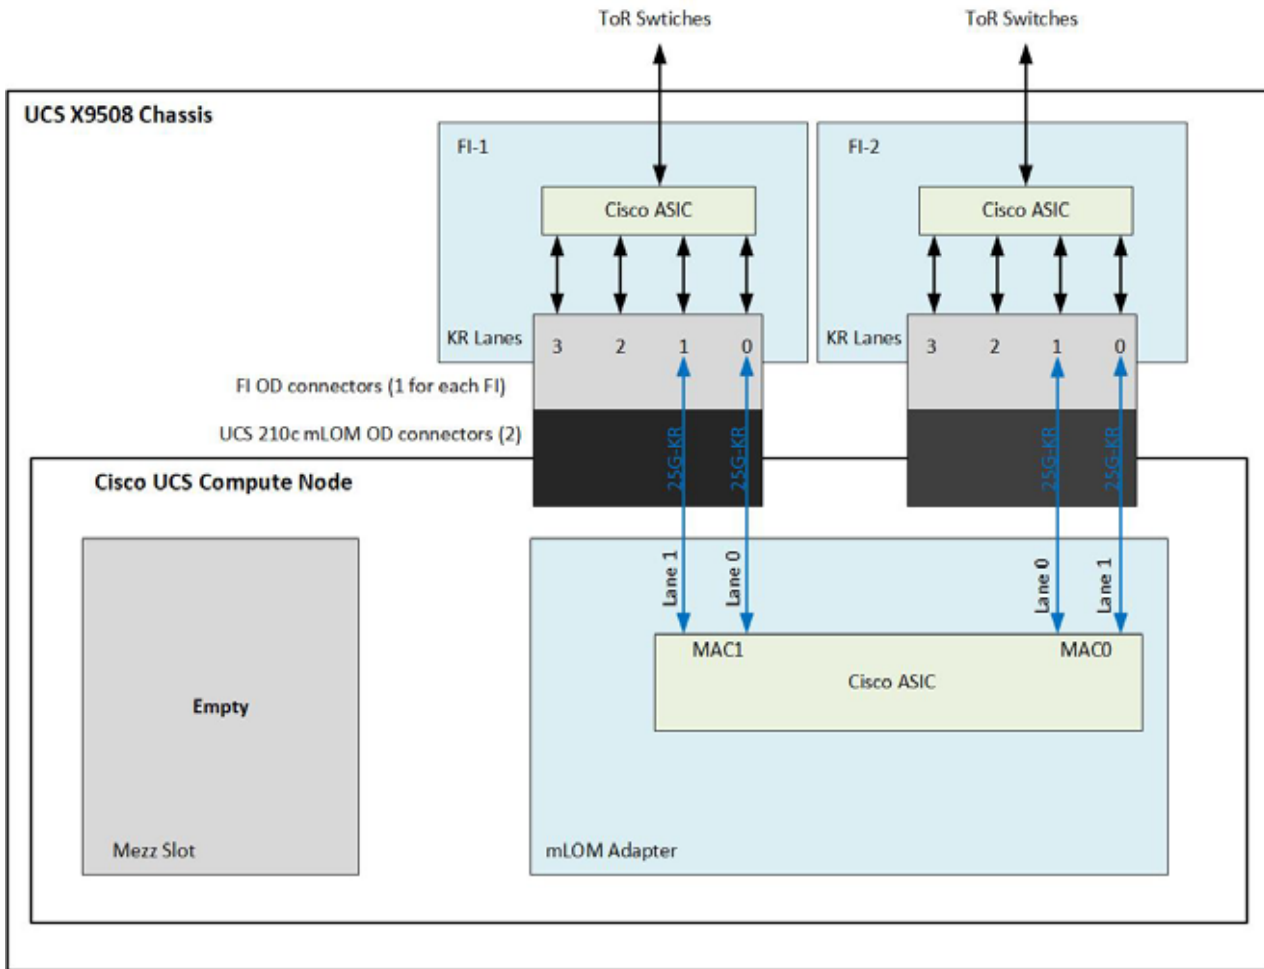 ToR Swtiches
ToR Switches
UCS X9508 Chassis
FI-1
FI-2
Cisco ASIC
Cisco ASIC
KR Lanes
3
2
1
0
KR Lanes
3
2
1
0
FI OD connectors (1 for each FI)
UCS 210c mLOM OD connectors (2)
25G-KR
25G-KR
25G-KR
25G-KR
Cisco UCS Compute Node
Lane 1
Lane 0
Lane 0
Lane 1
MAC1
MAC0
Cisco ASIC
Empty
Mezz Slot
mLOM Adapter